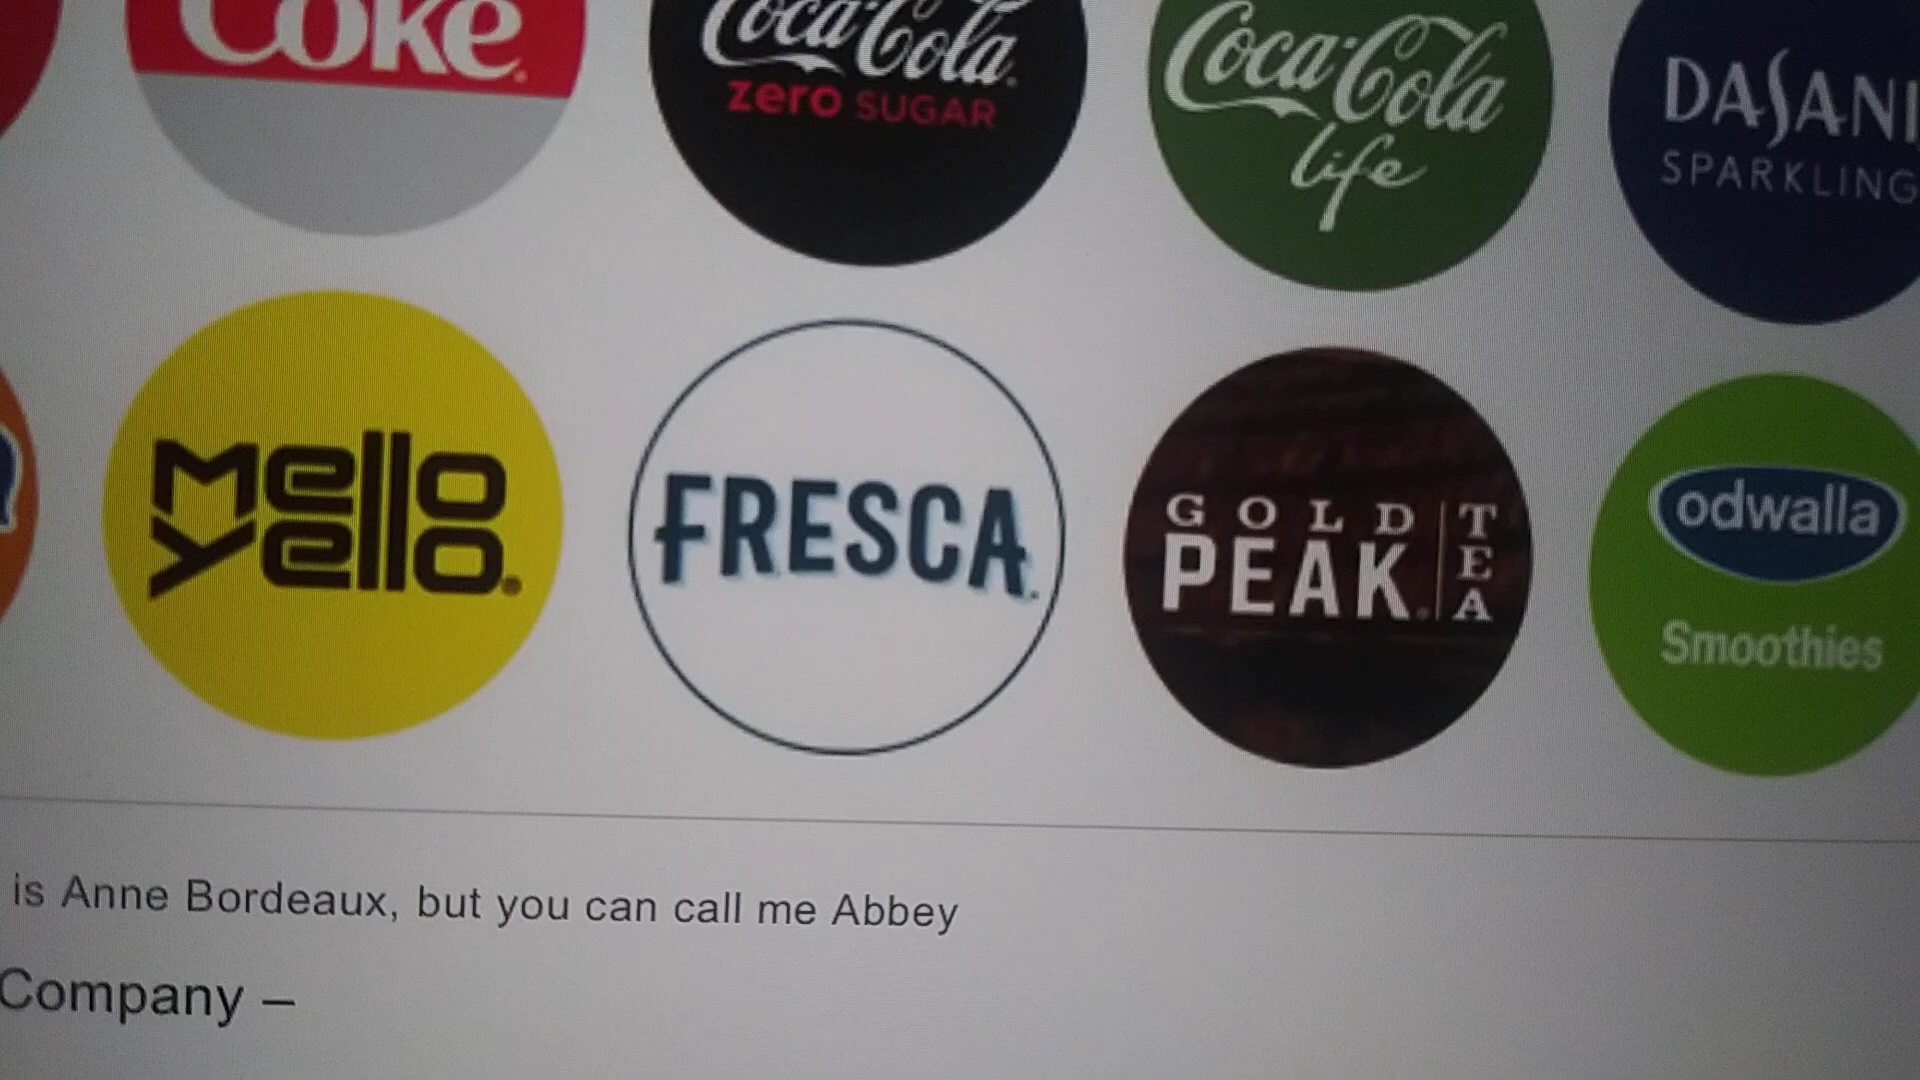 Coke
Coca-Cola
zero SUGAR
Coca-Cola
life
DASANI
SPARKLING
Mello
Yello
FRESCA
GOLD
PEAK
TEA
odwalla
Smoothies
is Anne Bordeaux, but you can call me Abbey
Company –